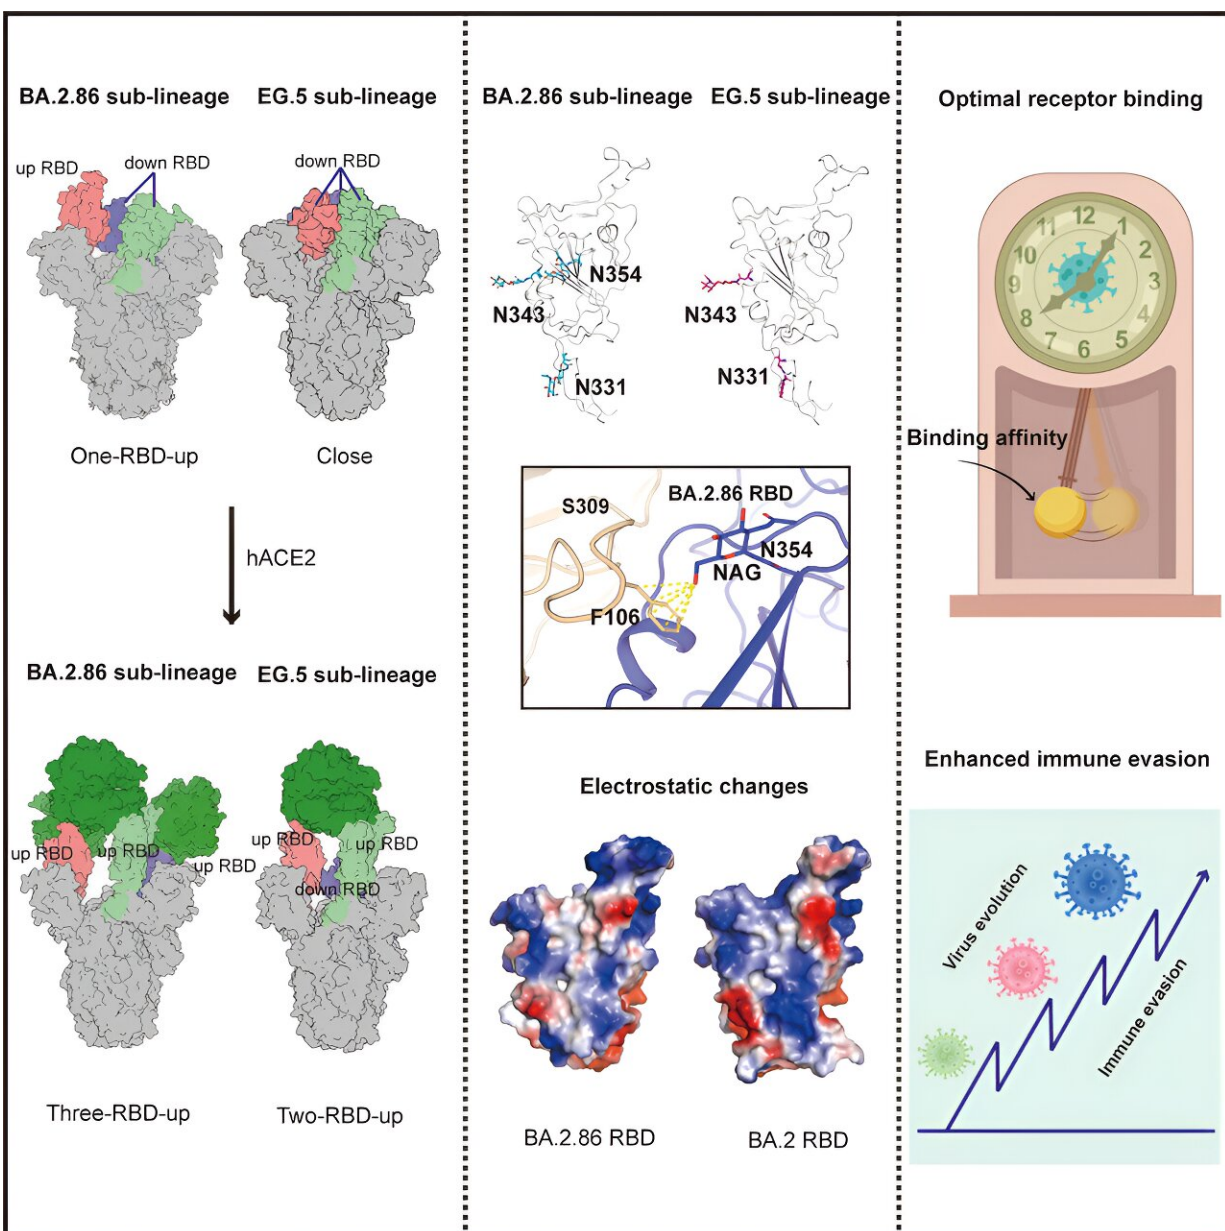 BA.2.86 sub-lineage
EG.5 sub-lineage
up RBD
down RBD
down RBD
One-RBD-up
Close
hACE2
BA.2.86 sub-lineage
EG.5 sub-lineage
up RBD
up RBD
up RBD
up RBD
up RBD
down RBD
Three-RBD-up
Two-RBD-up
BA.2.86 sub-lineage
EG.5 sub-lineage
N354
N343
N331
N343
N331
S309
BA.2.86 RBD
N354
NAG
F106
Electrostatic changes
BA.2.86 RBD
BA.2 RBD
Optimal receptor binding
12
1
2
3
4
5
6
7
8
9
10
11
Binding affinity
Enhanced immune evasion
Virus evolution
Immune evasion